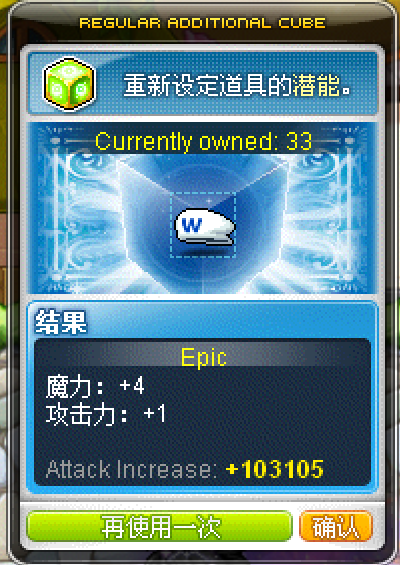 REGULAR ADDITIONAL CUBE
重新设定道具的潜能。
Currently owned: 33
W
结果
Epic
魔力: +4
攻击力: +1
Attack Increase: +103105
再使用一次
确认